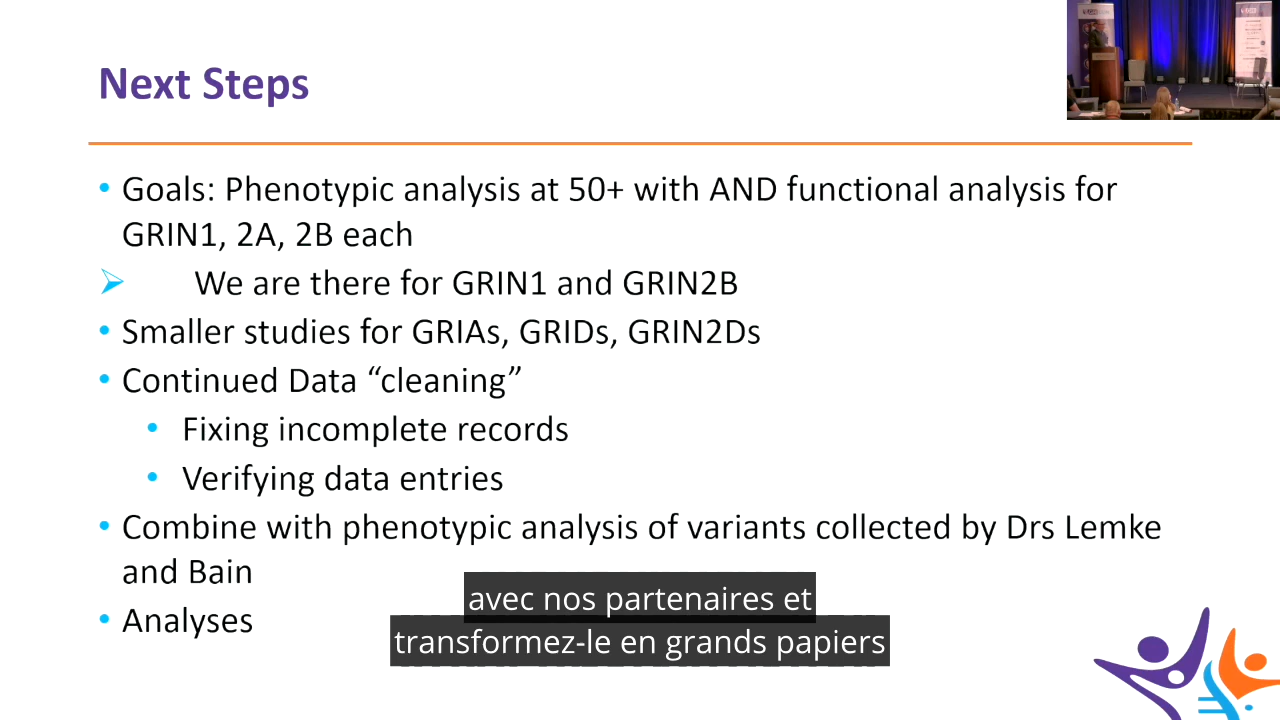 Next Steps
• Goals: Phenotypic analysis at 50+ with AND functional analysis for
GRIN1, 2A, 2B each
➢ We are there for GRIN1 and GRIN2B
• Smaller studies for GRIAs, GRIDs, GRIN2Ds
• Continued Data “cleaning”
• Fixing incomplete records
• Verifying data entries
• Combine with phenotypic analysis of variants collected by Drs Lemke
and Bain
• Analyses
avec nos partenaires et
transformez-le en grands papiers